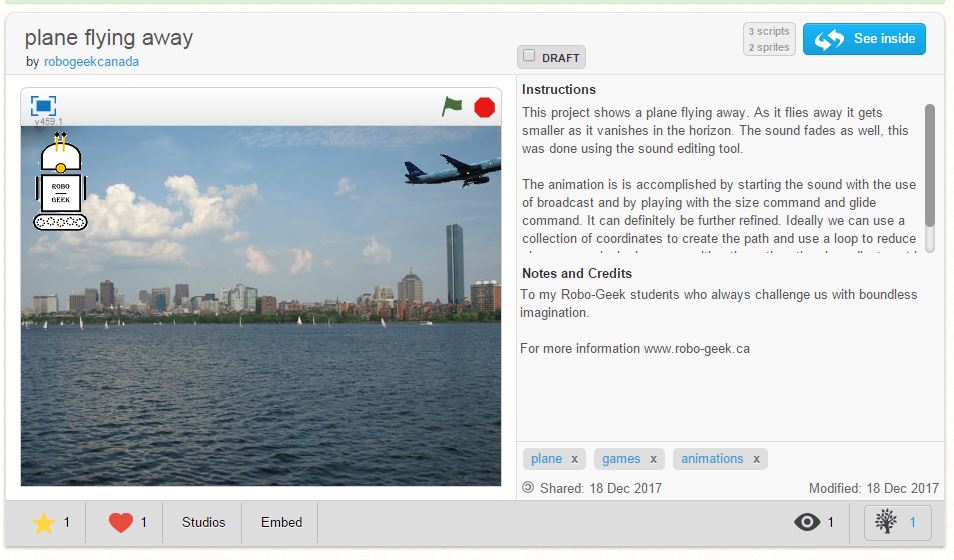 plane flying away
by robogeekcanada
DRAFT
3 scripts
2 sprites
See inside
v459.1
ROBO
GEEK
Instructions
This project shows a plane flying away. As it flies away it gets
smaller as it vanishes in the horizon. The sound fades as well, this
was done using the sound editing tool.
The animation is is accomplished by starting the sound with the use
of broadcast and by playing with the size command and glide
command. It can definitely be further refined. Ideally we can use a
collection of coordinates to create the path and use a loop to reduce
Notes and Credits
To my Robo-Geek students who always challenge us with boundless
imagination.
For more information www.robo-geek.ca
plane x games x animations x
Shared: 18 Dec 2017 Modified: 18 Dec 2017
1 1 Studios Embed 1 1